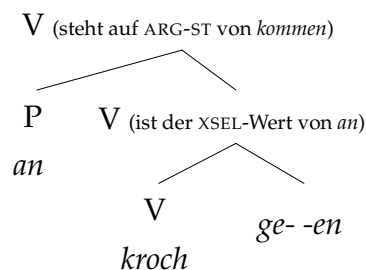 V (steht auf ARG-ST von kommen)
P V (ist der XSEL-Wert von an)
an
V ge- -en
kroch